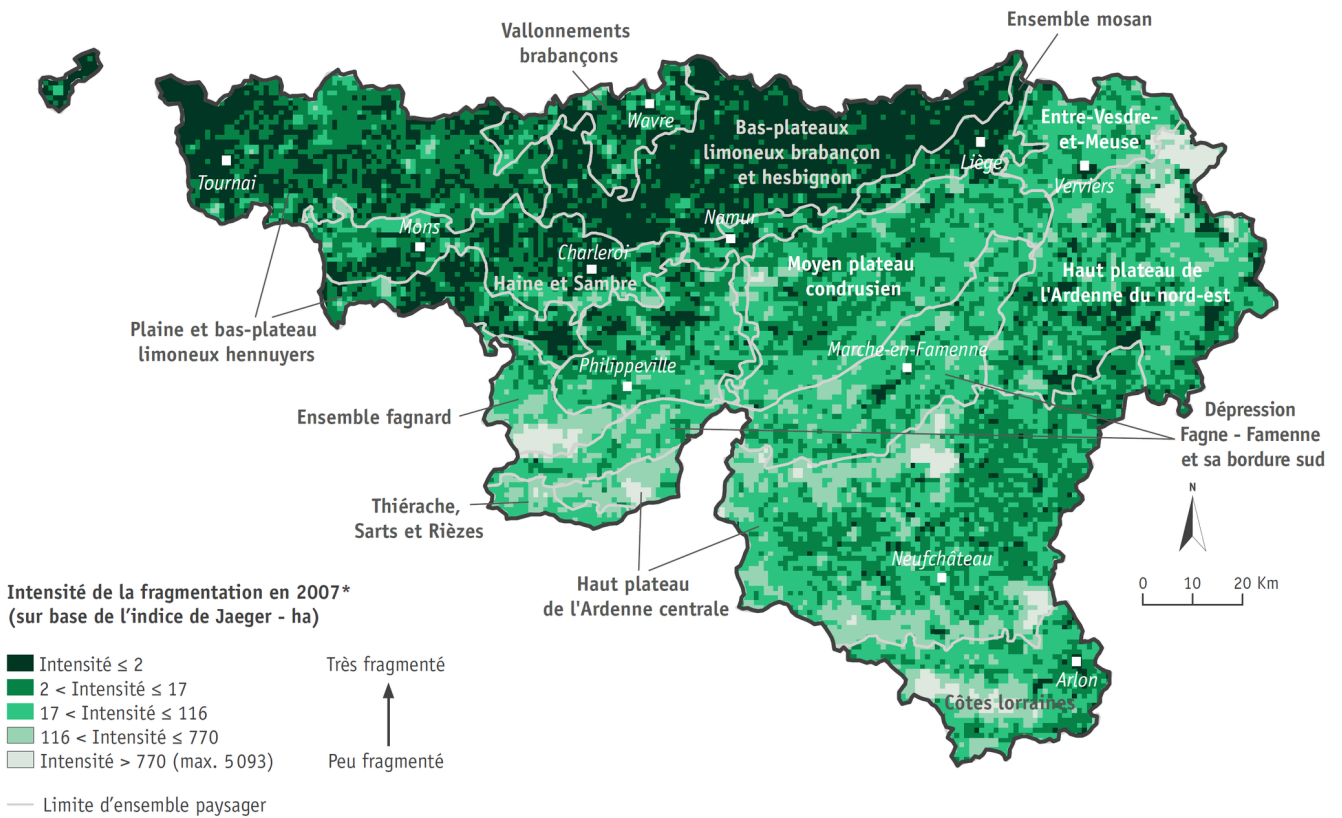 Ensemble mosan
Vallonnements
brabançons
Wavre
Bas-plateaux
limoneux brabançon
et hesbignon
Entre-Vesdre-
et-Meuse
Liège
Verviers
Tournai
Mons
Namur
Charleroi
Haine et Sambre
Moyen plateau
condrusien
Haut plateau de
l'Ardenne du nord-est
Plaine et bas-plateau
limoneux hennuyers
Marche-en-Famenne
Philippeville
Ensemble fagnard
Dépression
Fagne - Famenne
et sa bordure sud
Thiérache,
Sarts et Rièzes
N
Neufchâteau
Haut plateau
de l'Ardenne centrale
0 10 20 Km
Arlon
Côtes lorraines
Intensité de la fragmentation en 2007*
(sur base de l'indice de Jaeger - ha)
Intensité ≤ 2
Très fragmenté
2 < Intensité ≤ 17
17 < Intensité ≤ 116
116 < Intensité ≤ 770
Intensité > 770 (max. 5 093)
Peu fragmenté
Limite d'ensemble paysager